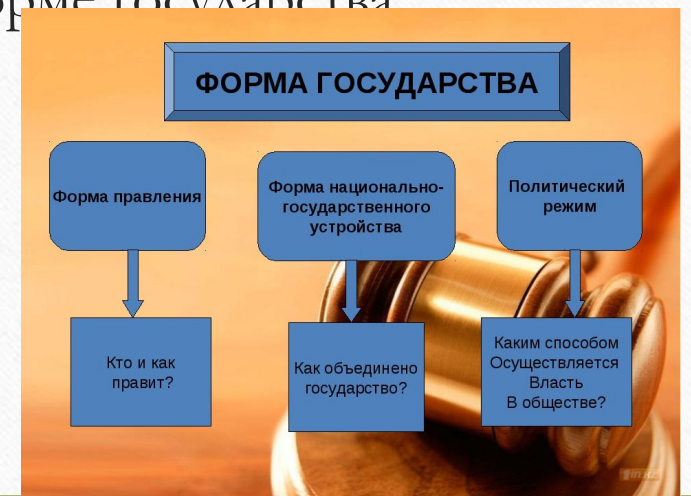 ФОРМА ГОСУДАРСТВА
Форма правления
Форма национально-
государственного
устройства
Политический
режим
Кто и как
правит?
Как объединено
государство?
Каким способом
Осуществляется
Власть
В обществе?